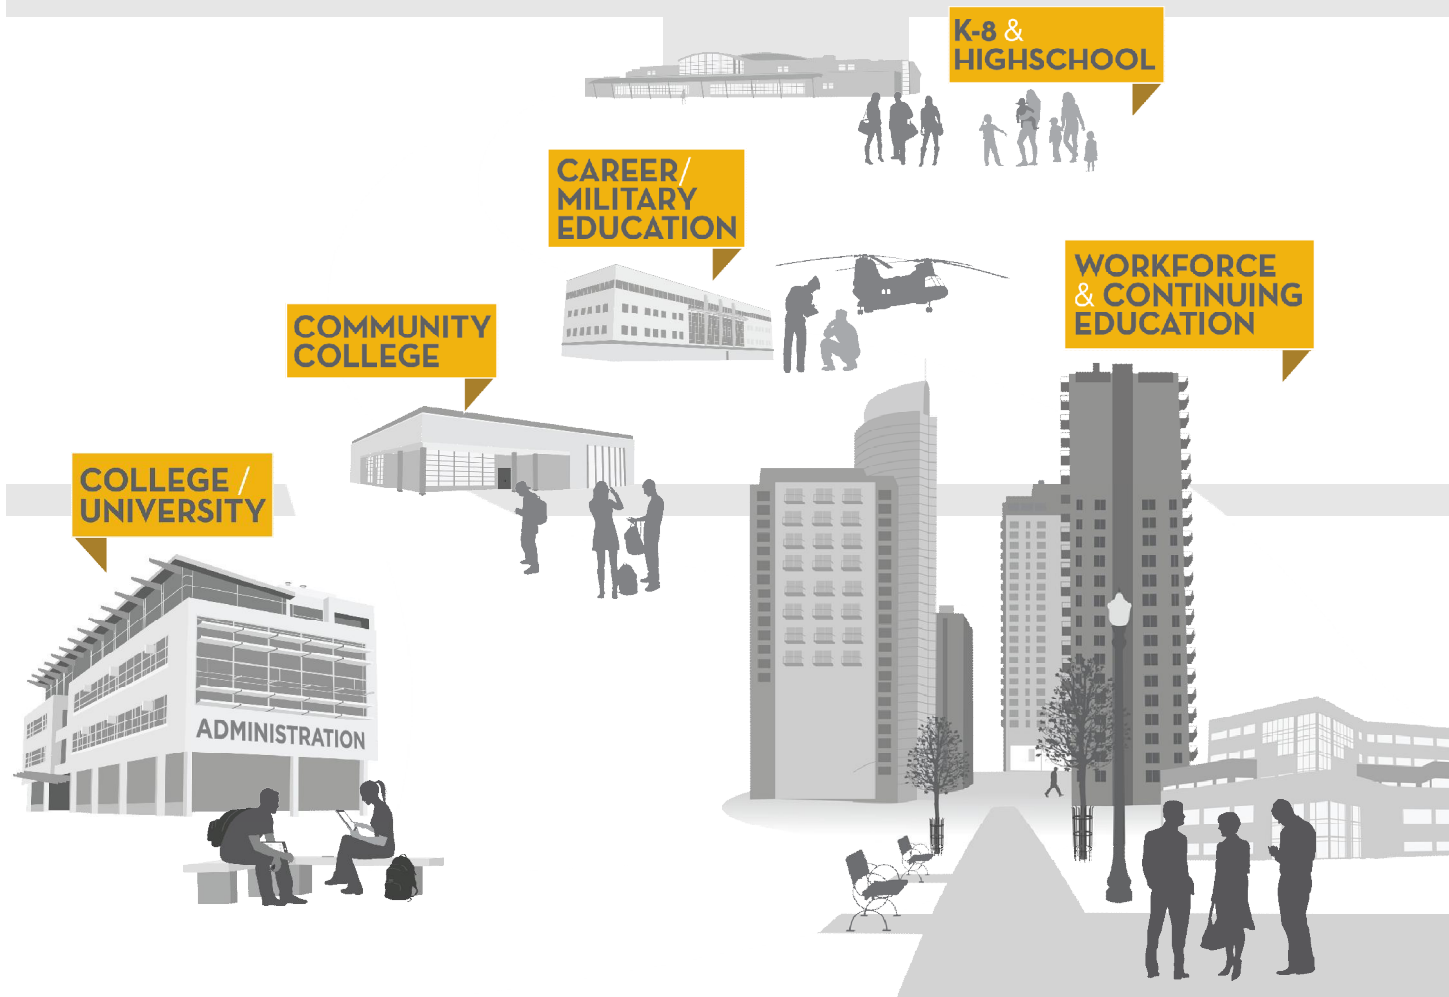 K-8 &
HIGHSCHOOL
CAREER/
MILITARY
EDUCATION
WORKFORCE
& CONTINUING
EDUCATION
COMMUNITY
COLLEGE
COLLEGE /
UNIVERSITY
ADMINISTRATION